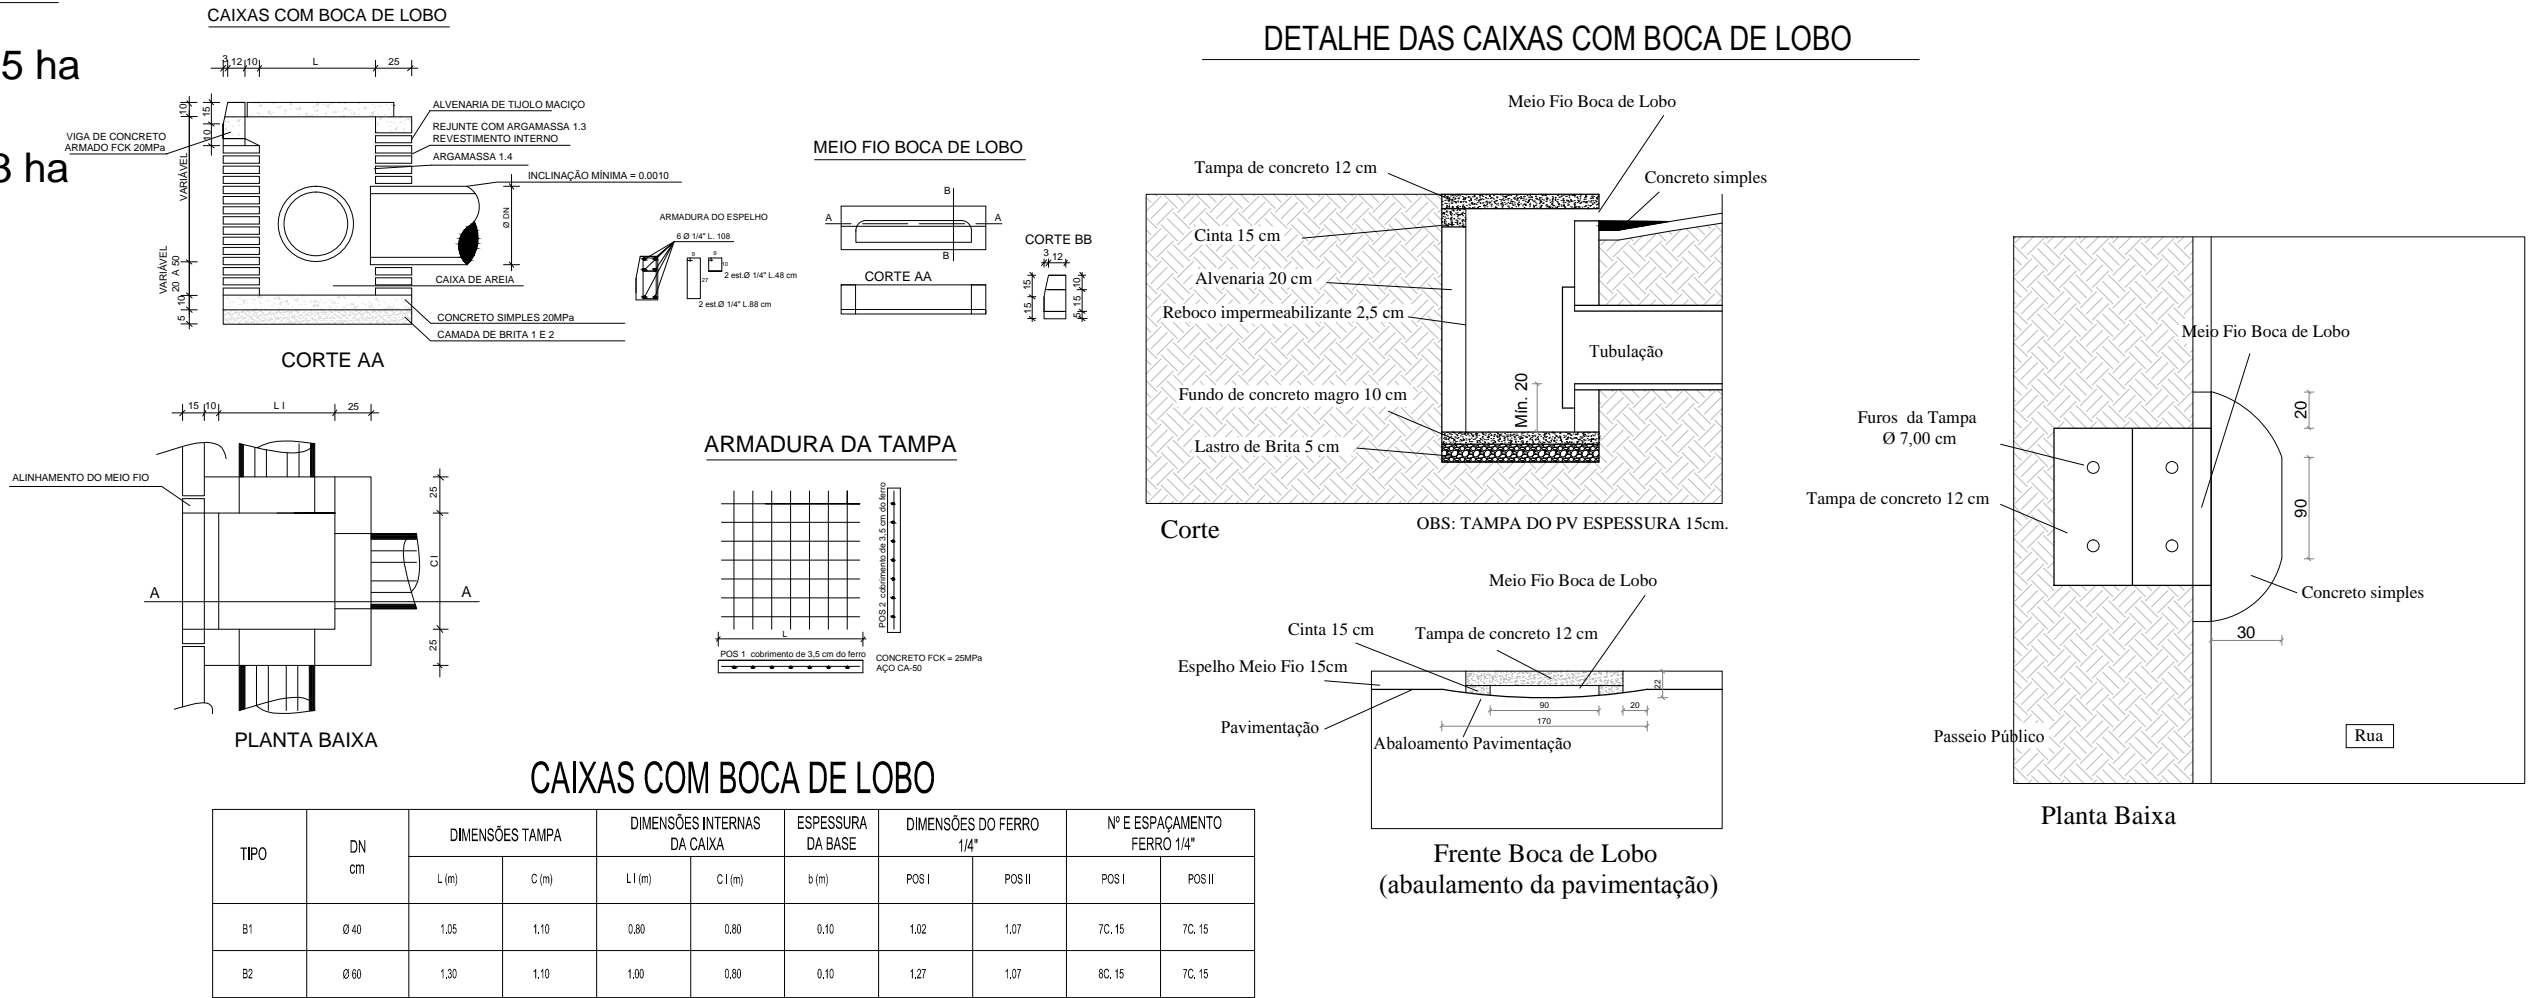 CAIXAS COM BOCA DE LOBO
5 ha
3 ha
3 12 10 L 25
10
15
10
VARIÁVEL
VARIÁVEL
20 A 50
10
5
VIGA DE CONCRETO
ARMADO FCK 20MPa
ALVENARIA DE TIJOLO MACIÇO
REJUNTE COM ARGAMASSA 1.3
REVESTIMENTO INTERNO
ARGAMASSA 1.4
INCLINAÇÃO MÍNIMA = 0.0010
Ø DN
CAIXA DE AREIA
CONCRETO SIMPLES 20MPa
CAMADA DE BRITA 1 E 2
CORTE AA
15 10 L I 25
ALINHAMENTO DO MEIO FIO
25
C I
25
A A
PLANTA BAIXA
ARMADURA DO ESPELHO
6 Ø 1/4" L. 108
9 9
10
27
2 est.Ø 1/4" L.48 cm
2 est.Ø 1/4" L.88 cm
MEIO FIO BOCA DE LOBO
B
A A
B
CORTE AA
CORTE BB
3 12
15
15
10
15
5
ARMADURA DA TAMPA
POS 2 cobrimento de 3,5 cm do ferro
L
POS 1 cobrimento de 3,5 cm do ferro
CONCRETO FCK = 25MPa
AÇO CA-50
DETALHE DAS CAIXAS COM BOCA DE LOBO
Meio Fio Boca de Lobo
Tampa de concreto 12 cm
Concreto simples
Cinta 15 cm
Alvenaria 20 cm
Reboco impermeabilizante 2,5 cm
Tubulação
Mín. 20
Fundo de concreto magro 10 cm
Lastro de Brita 5 cm
Corte
OBS: TAMPA DO PV ESPESSURA 15cm.
Meio Fio Boca de Lobo
Cinta 15 cm
Tampa de concreto 12 cm
Espelho Meio Fio 15cm
22
90
20
170
Pavimentação
Abaloamento Pavimentação
Frente Boca de Lobo
(abaulamento da pavimentação)
Meio Fio Boca de Lobo
Furos da Tampa
Ø 7,00 cm
Tampa de concreto 12 cm
20
90
Concreto simples
30
Passeio Público
Rua
Planta Baixa
CAIXAS COM BOCA DE LOBO
TIPO DN cm DIMENSÕES TAMPA DIMENSÕES INTERNAS DA CAIXA ESPESSURA DA BASE DIMENSÕES DO FERRO 1/4" Nº E ESPAÇAMENTO FERRO 1/4"
L (m) C (m) L I (m) C I (m) b (m) POS I POS II POS I POS II
B1 Ø 40 1.05 1.10 0.80 0.80 0.10 1.02 1.07 7C. 15 7C. 15
B2 Ø 60 1.30 1.10 1.00 0.80 0.10 1.27 1.07 8C. 15 7C. 15